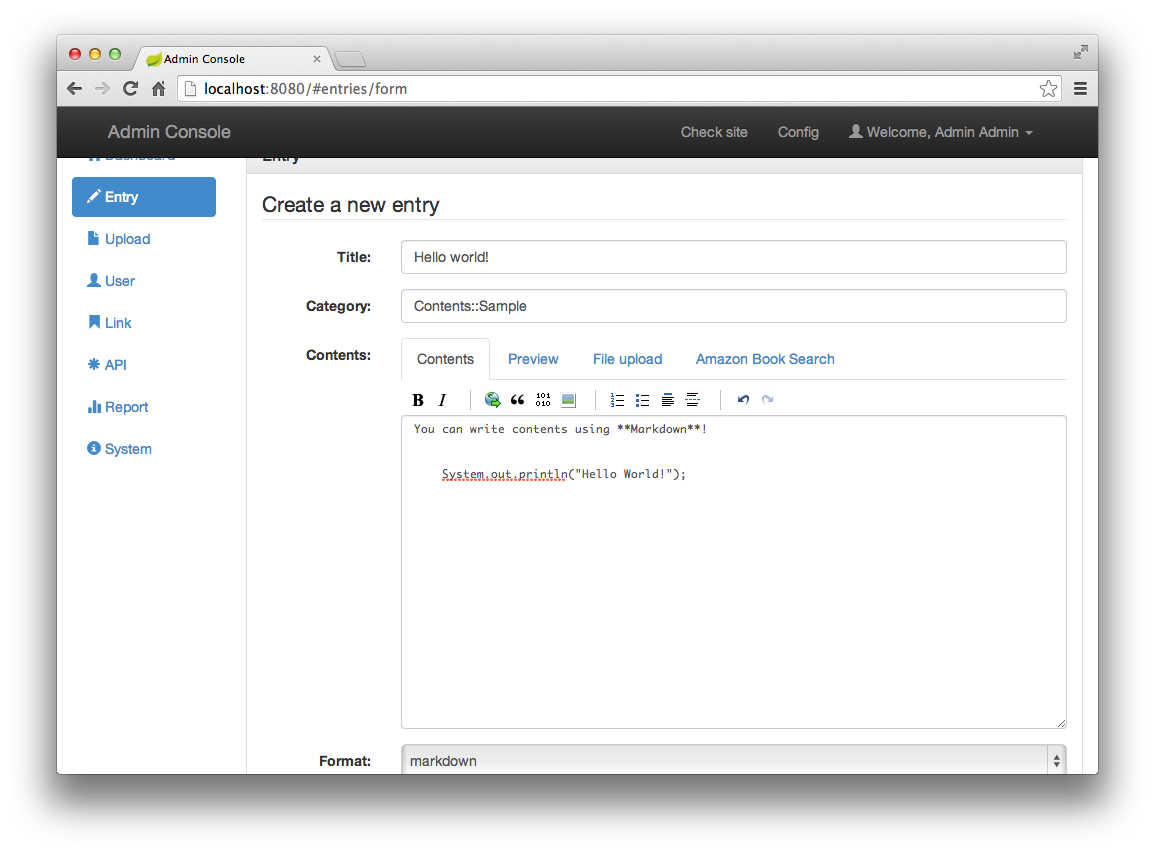 Admin Console
localhost:8080/#entries/form
Admin Console Check site Config Welcome, Admin Admin
Dashboard
Entry
Upload
User
Link
API
Report
System
Entry
Create a new entry
Title: Hello world!
Category: Contents::Sample
Contents: Contents Preview File upload Amazon Book Search
B I “ 101
010
You can write contents using **Markdown**!
System.out.println("Hello World!");
Format: markdown